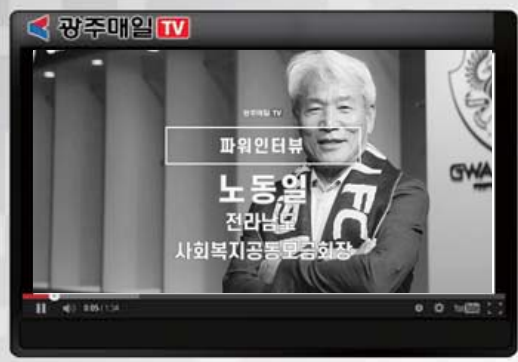 광주매일 TV
광주매일 TV
파워인터뷰
노동일
전라남도
사회복지공동모금회장
FC
GWA
0:05 / 1:34
You Tube